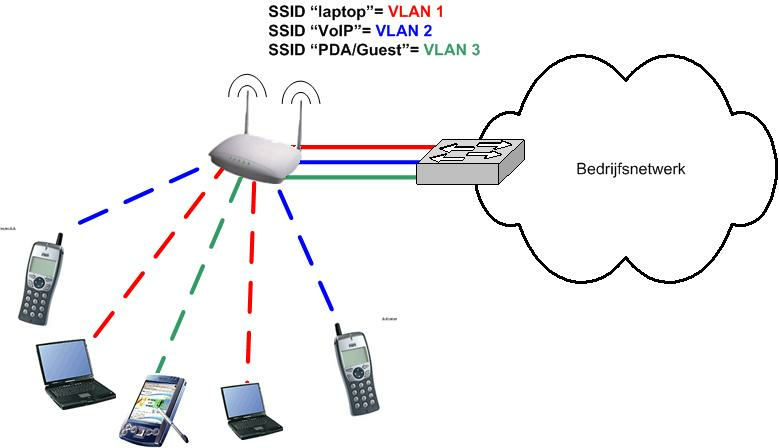 SSID “laptop”= VLAN 1
SSID “VoIP”= VLAN 2
SSID “PDA/Guest”= VLAN 3
Bedrijfsnetwerk